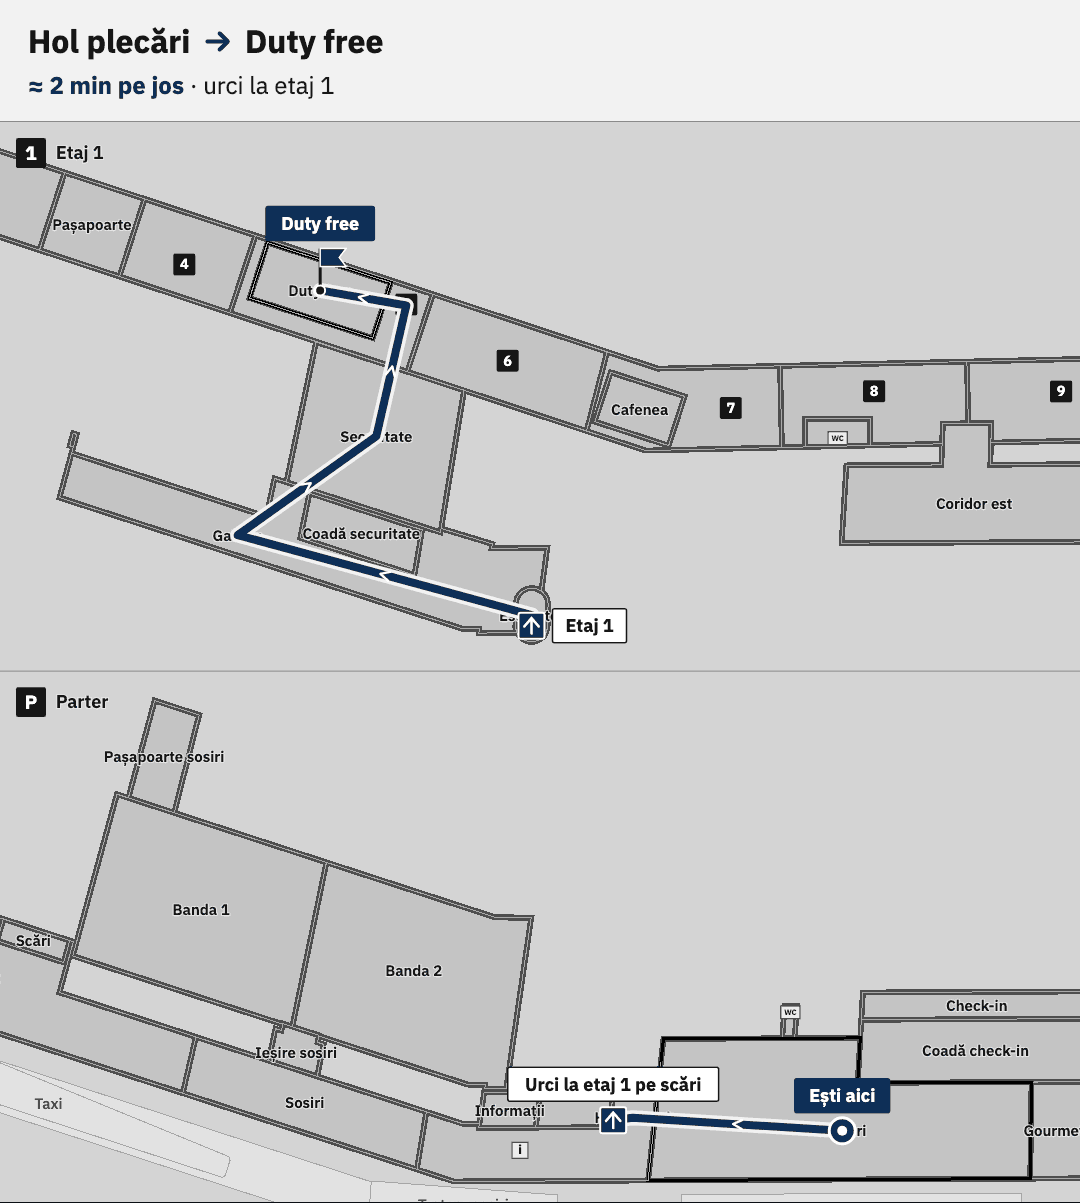 Hol plecări → Duty free
≈ 2 min pe jos · urci la etaj 1
1 Etaj 1
Pașapoarte
4
Duty free
6
Cafenea
7
8
9
WC
Coridor est
Coadă securitate
Etaj 1
P Parter
Pașapoarte sosiri
Banda 1
Banda 2
Scări
Ieșire sosiri
Sosiri
Taxi
Informații
i
Urci la etaj 1 pe scări
WC
Ești aici
Check-in
Coadă check-in